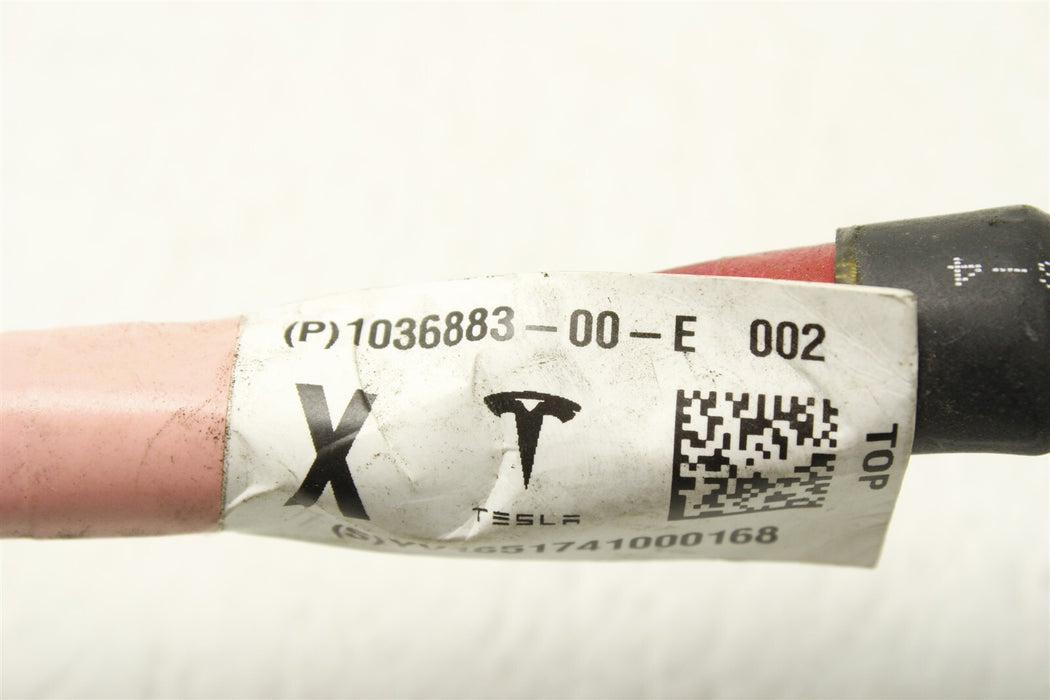 (P)1036883-00-E 002
X
TESLA
TOP